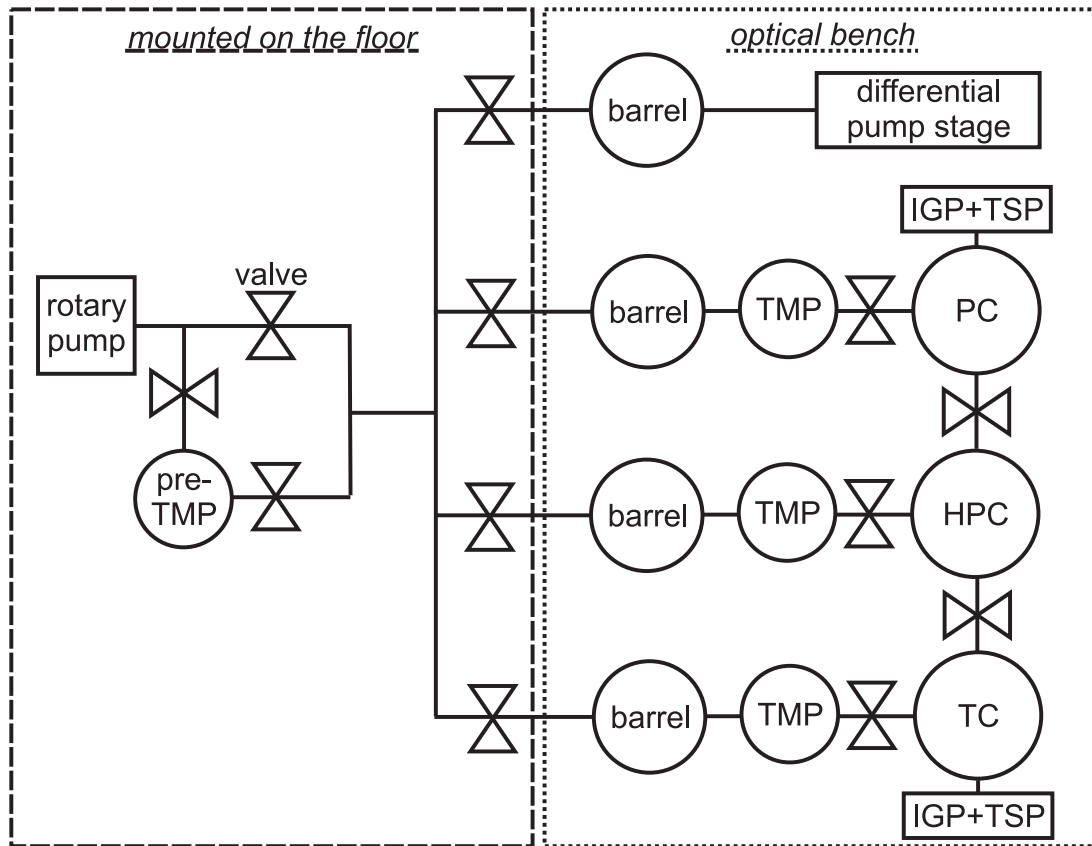 mounted on the floor
optical bench
barrel
differential
pump stage
IGP+TSP
valve
rotary
pump
barrel
TMP
PC
pre-
TMP
barrel
TMP
HPC
barrel
TMP
TC
IGP+TSP